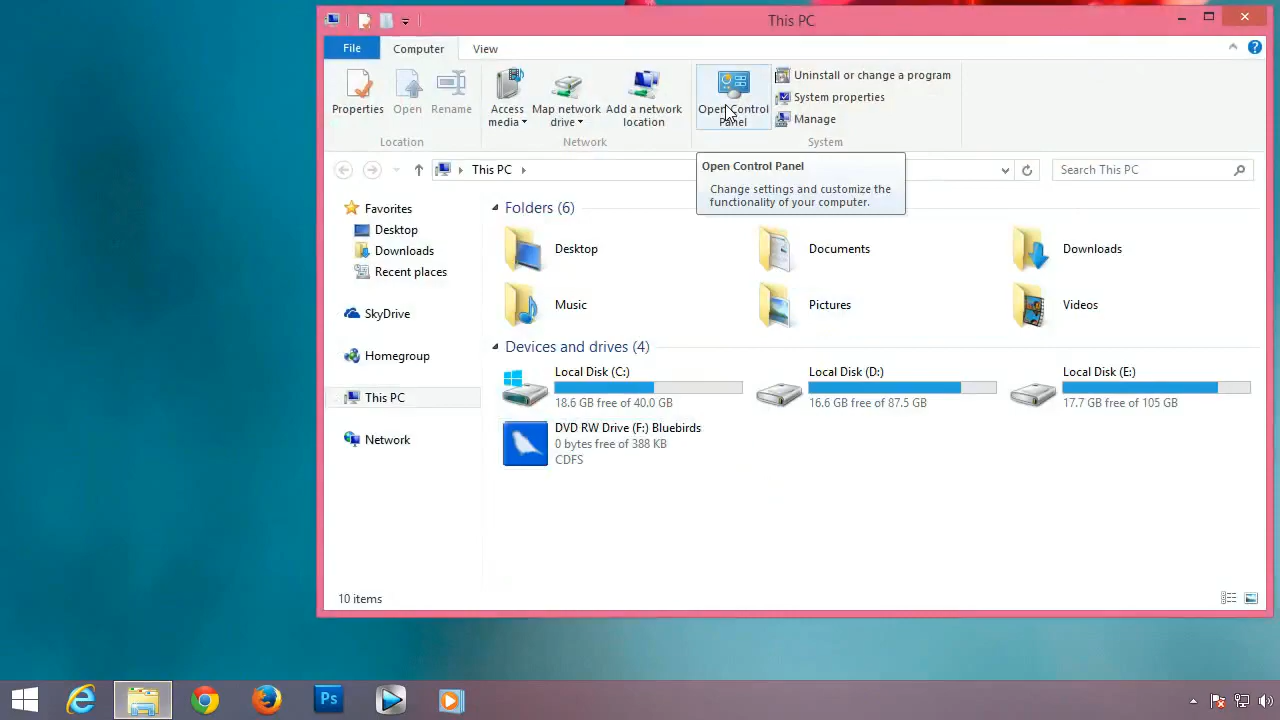 This PC
File
Computer
View
Properties
Open
Rename
Access media
Map network drive
Add a network location
Open Control Panel
Uninstall or change a program
System properties
Manage
Location
Network
System
This PC
Search This PC
Open Control Panel
Change settings and customize the
functionality of your computer.
Favorites
Desktop
Downloads
Recent places
SkyDrive
Homegroup
This PC
Network
Folders (6)
Desktop
Documents
Downloads
Music
Pictures
Videos
Devices and drives (4)
Local Disk (C:)
18.6 GB free of 40.0 GB
Local Disk (D:)
16.6 GB free of 87.5 GB
Local Disk (E:)
17.7 GB free of 105 GB
DVD RW Drive (F:) Bluebirds
0 bytes free of 388 KB
CDFS
10 items
Ps